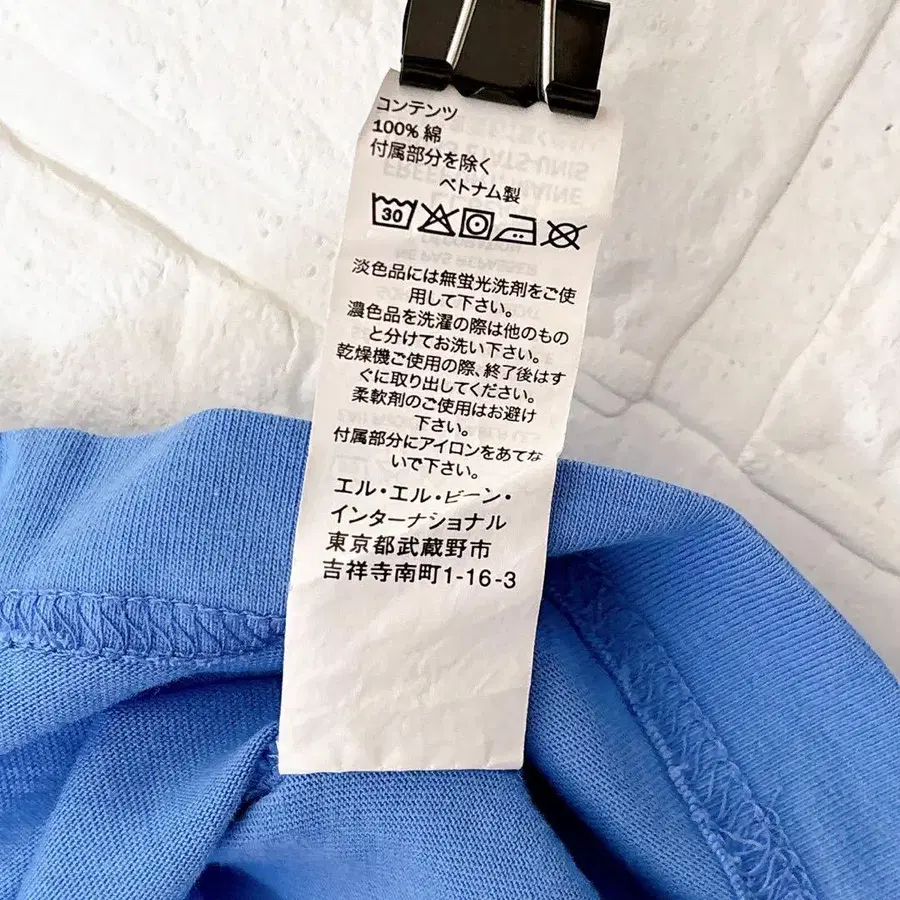 コンテンツ
100% 綿
付属部分を除く
ベトナム製
30
淡色品には無蛍光洗剤をご使
用して下さい。
濃色品を洗濯の際は他のもの
と分けてお洗い下さい。
乾燥機ご使用の際、終了後はす
ぐに取り出してください。
柔軟剤のご使用はお避け
下さい。
付属部分にアイロンをあてな
いで下さい。
エル・エル・ビーン・
インターナショナル
東京都武蔵野市
吉祥寺南町1-16-3